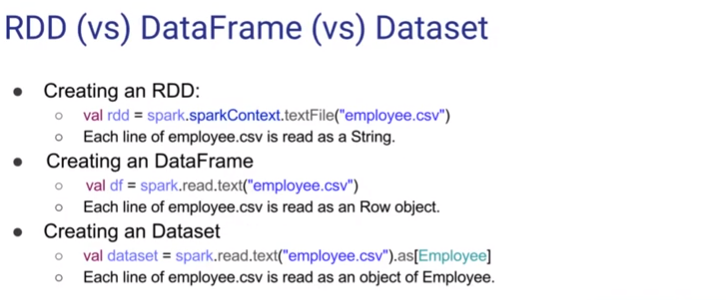 RDD (vs) DataFrame (vs) Dataset
● Creating an RDD:
○ val rdd = spark.sparkContext.textFile("employee.csv")
○ Each line of employee.csv is read as a String.
● Creating an DataFrame
○ val df = spark.read.text("employee.csv")
○ Each line of employee.csv is read as an Row object.
● Creating an Dataset
○ val dataset = spark.read.text("employee.csv").as[Employee]
○ Each line of employee.csv is read as an object of Employee.